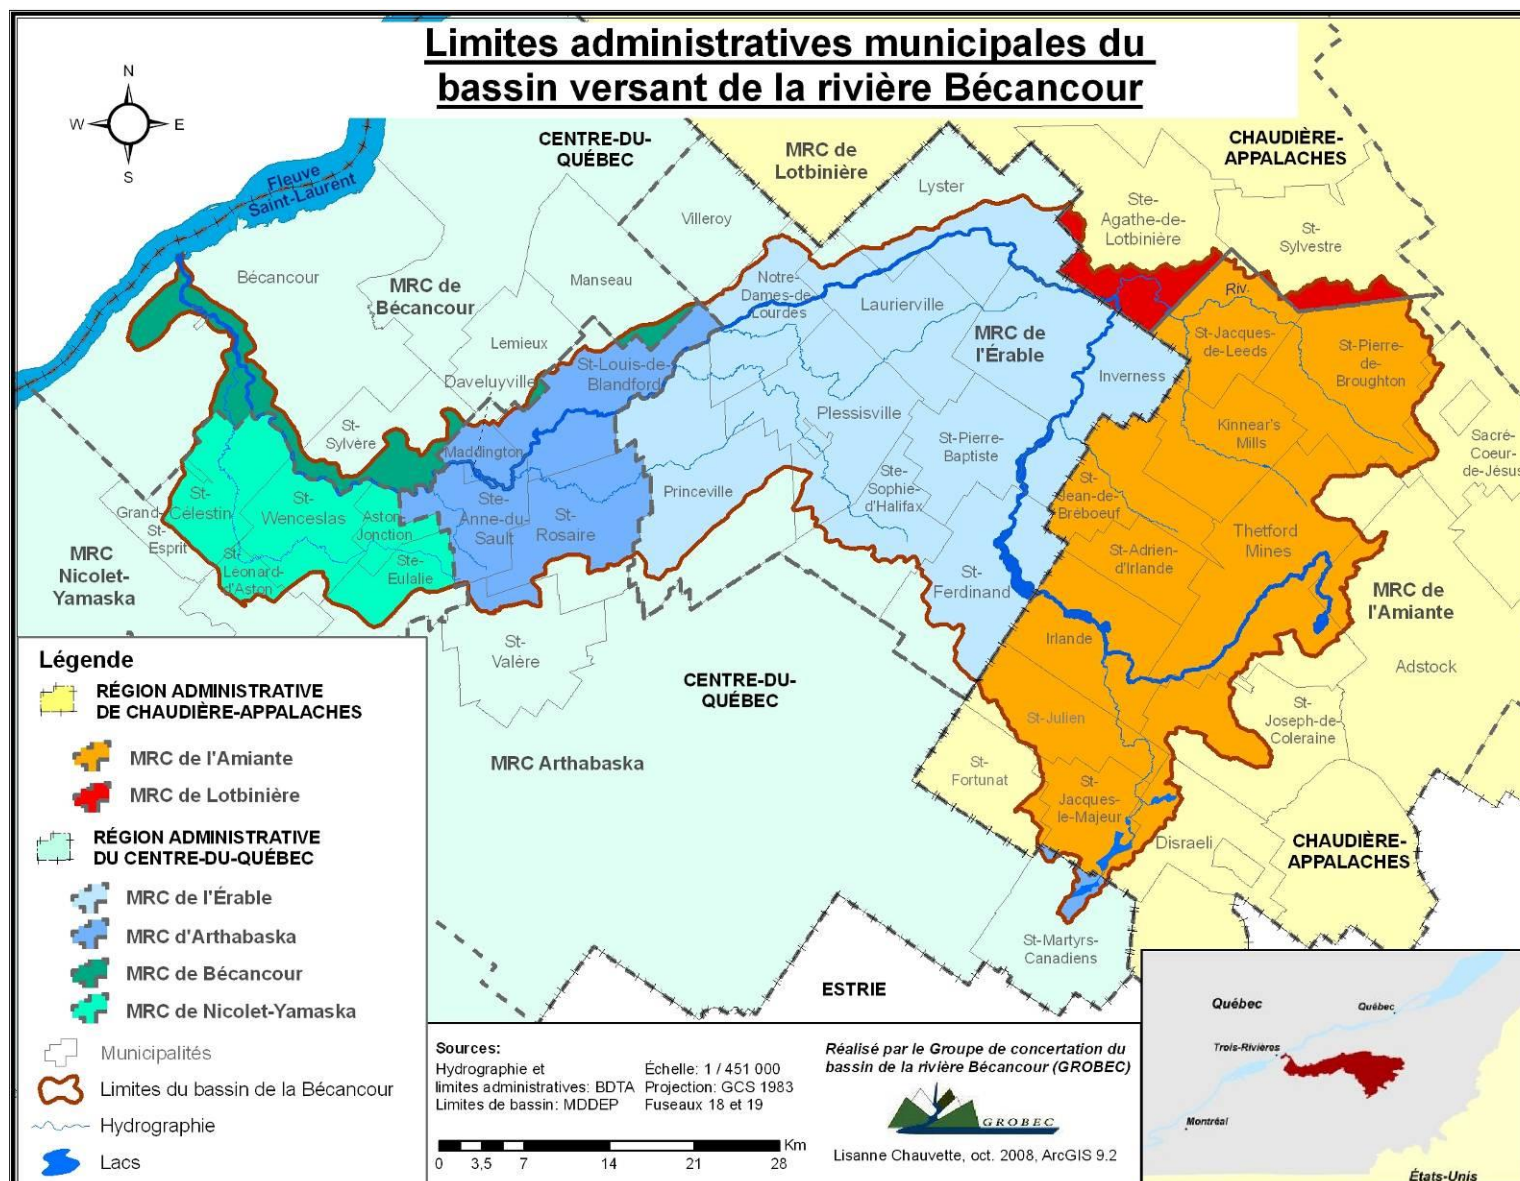 Limites administratives municipales du
bassin versant de la rivière Bécancour
N
W
E
S
Fleuve
Saint-Laurent
CENTRE-DU-
QUÉBEC
MRC de
Lotbinière
CHAUDIÈRE-
APPALACHES
Lyster
Villeroy
Ste-
Agathe-de-
Lotbinière
St-
Sylvestre
Bécancour
MRC de
Bécancour
Manseau
Notre-
Dames-de-
Lourdes
Laurierville
Riv.
Lemieux
MRC de
l'Érable
St-Jacques-
de-Leeds
St-Pierre-
de-
Broughton
St-Louis-de-
Blandford
Daveluyville
Inverness
Plessisville
Kinnear's
Mills
St-
Sylvère
Maddington
St-Pierre-
Baptiste
Sacré-
Coeur-
de-Jésus
Princeville
Ste-
Sophie-
d'Halifax
St-
Jean-de-
Bréboeuf
Grand-
St-
Esprit
St-
Célestin
St-
Wenceslas
Aston
Jonction
Ste-
Anne-du-
Sault
St-
Rosaire
Thetford
Mines
MRC
Nicolet-
Yamaska
St-
Léonard-
d'Aston
Ste-
Eulalie
St-Adrien-
d'Irlande
St-
Ferdinand
MRC de
l'Amiante
St-
Valère
Irlande
Adstock
CENTRE-DU-
QUÉBEC
St-Julien
St-
Joseph-de-
Coleraine
MRC Arthabaska
St-
Fortunat
St-
Jacques-
le-Majeur
Disraeli
CHAUDIÈRE-
APPALACHES
St-Martyrs-
Canadiens
ESTRIE
Légende
RÉGION ADMINISTRATIVE
DE CHAUDIÈRE-APPALACHES
MRC de l'Amiante
MRC de Lotbinière
RÉGION ADMINISTRATIVE
DU CENTRE-DU-QUÉBEC
MRC de l'Érable
MRC d'Arthabaska
MRC de Bécancour
MRC de Nicolet-Yamaska
Municipalités
Limites du bassin de la Bécancour
Hydrographie
Lacs
Sources:
Hydrographie et
limites administratives: BDTA
Limites de bassin: MDDEP
Échelle: 1 / 451 000
Projection: GCS 1983
Fuseaux 18 et 19
Km
0 3,5 7 14 21 28
Réalisé par le Groupe de concertation du
bassin de la rivière Bécancour (GROBEC)
GROBEC
Lisanne Chauvette, oct. 2008, ArcGIS 9.2
Québec
Québec
Trois-Rivières
Montréal
États-Unis